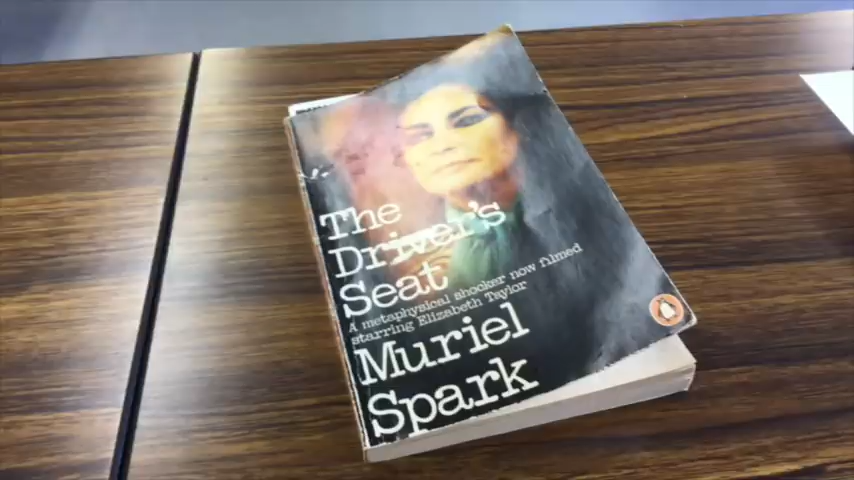 The
Driver's
Seat
A metaphysical shocker now filmed
starring Elizabeth Taylor
Muriel
Spark